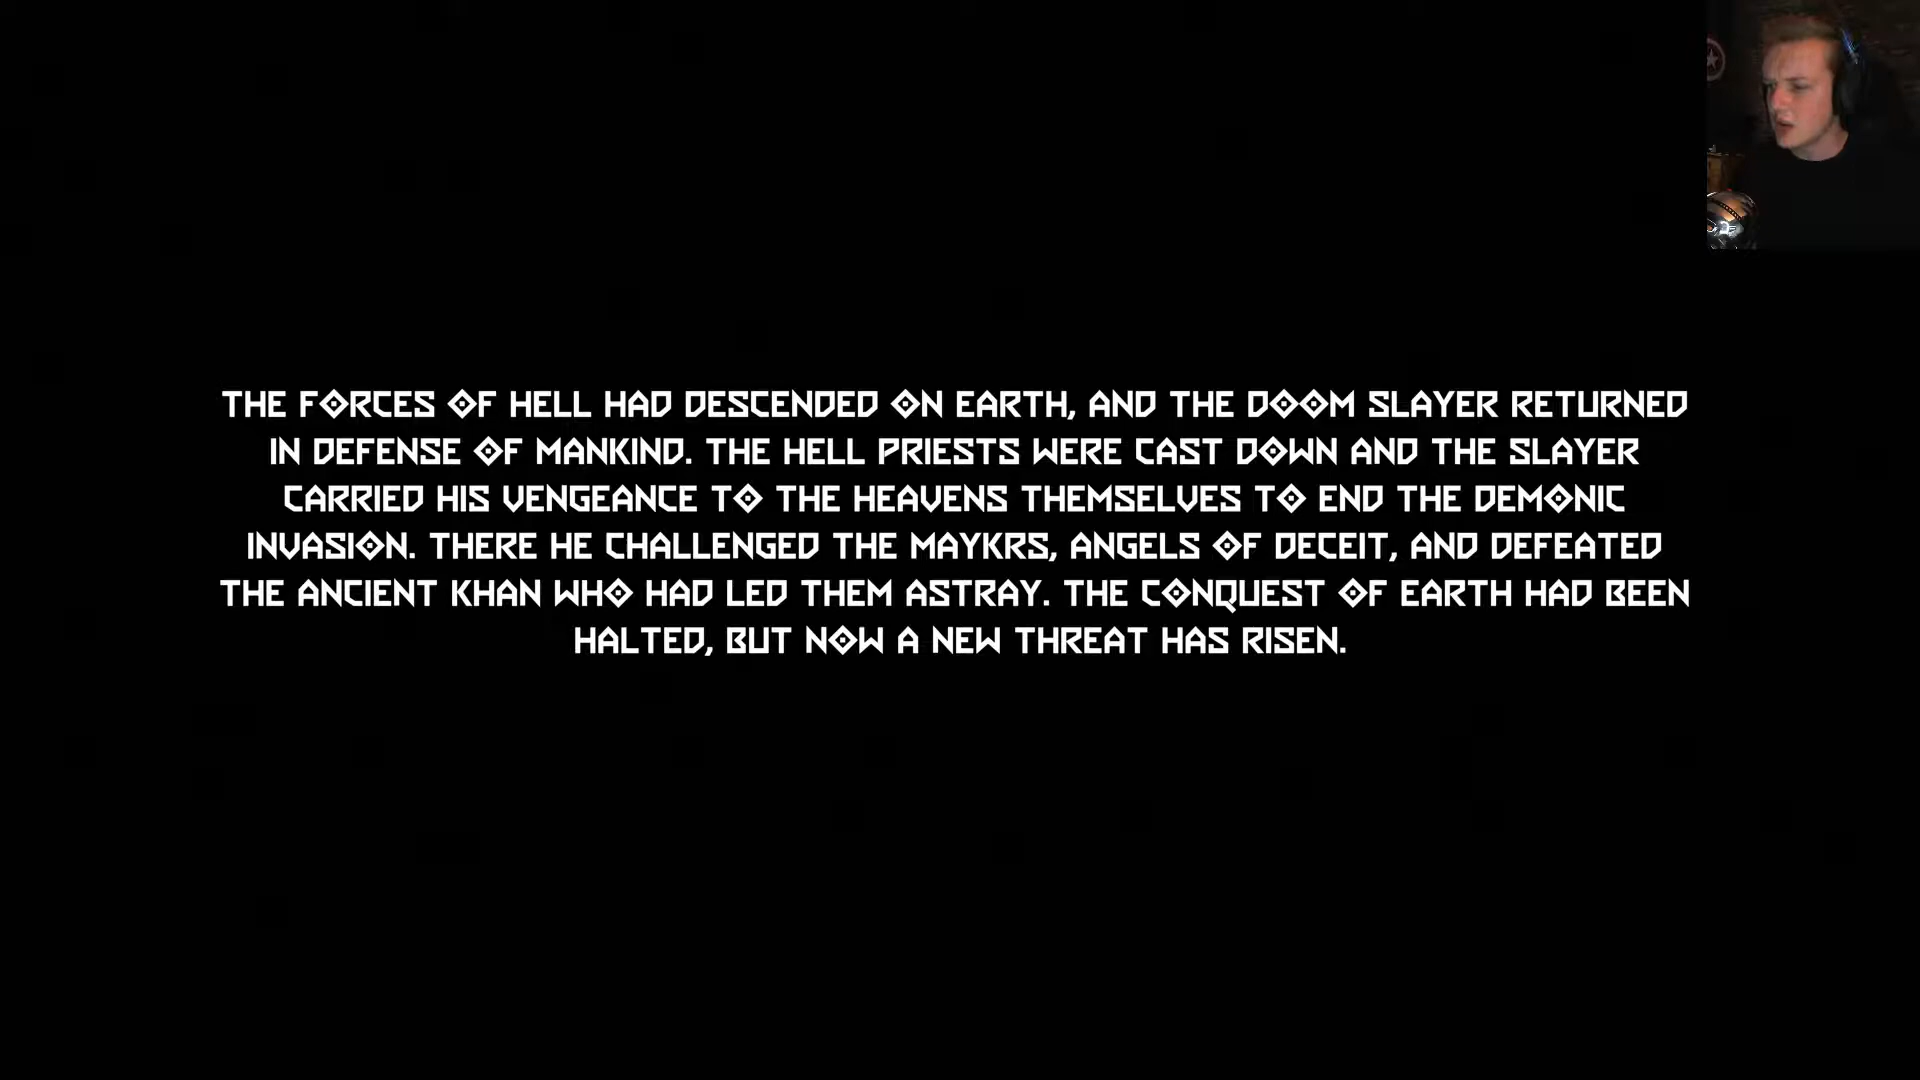 THE FORCES OF HELL HAD DESCENDED ON EARTH, AND THE DOOM SLAYER RETURNED
IN DEFENSE OF MANKIND. THE HELL PRIESTS WERE CAST DOWN AND THE SLAYER
CARRIED HIS VENGEANCE TO THE HEAVENS THEMSELVES TO END THE DEMONIC
INVASION. THERE HE CHALLENGED THE MAYKRS, ANGELS OF DECEIT, AND DEFEATED
THE ANCIENT KHAN WHO HAD LED THEM ASTRAY. THE CONQUEST OF EARTH HAD BEEN
HALTED, BUT NOW A NEW THREAT HAS RISEN.